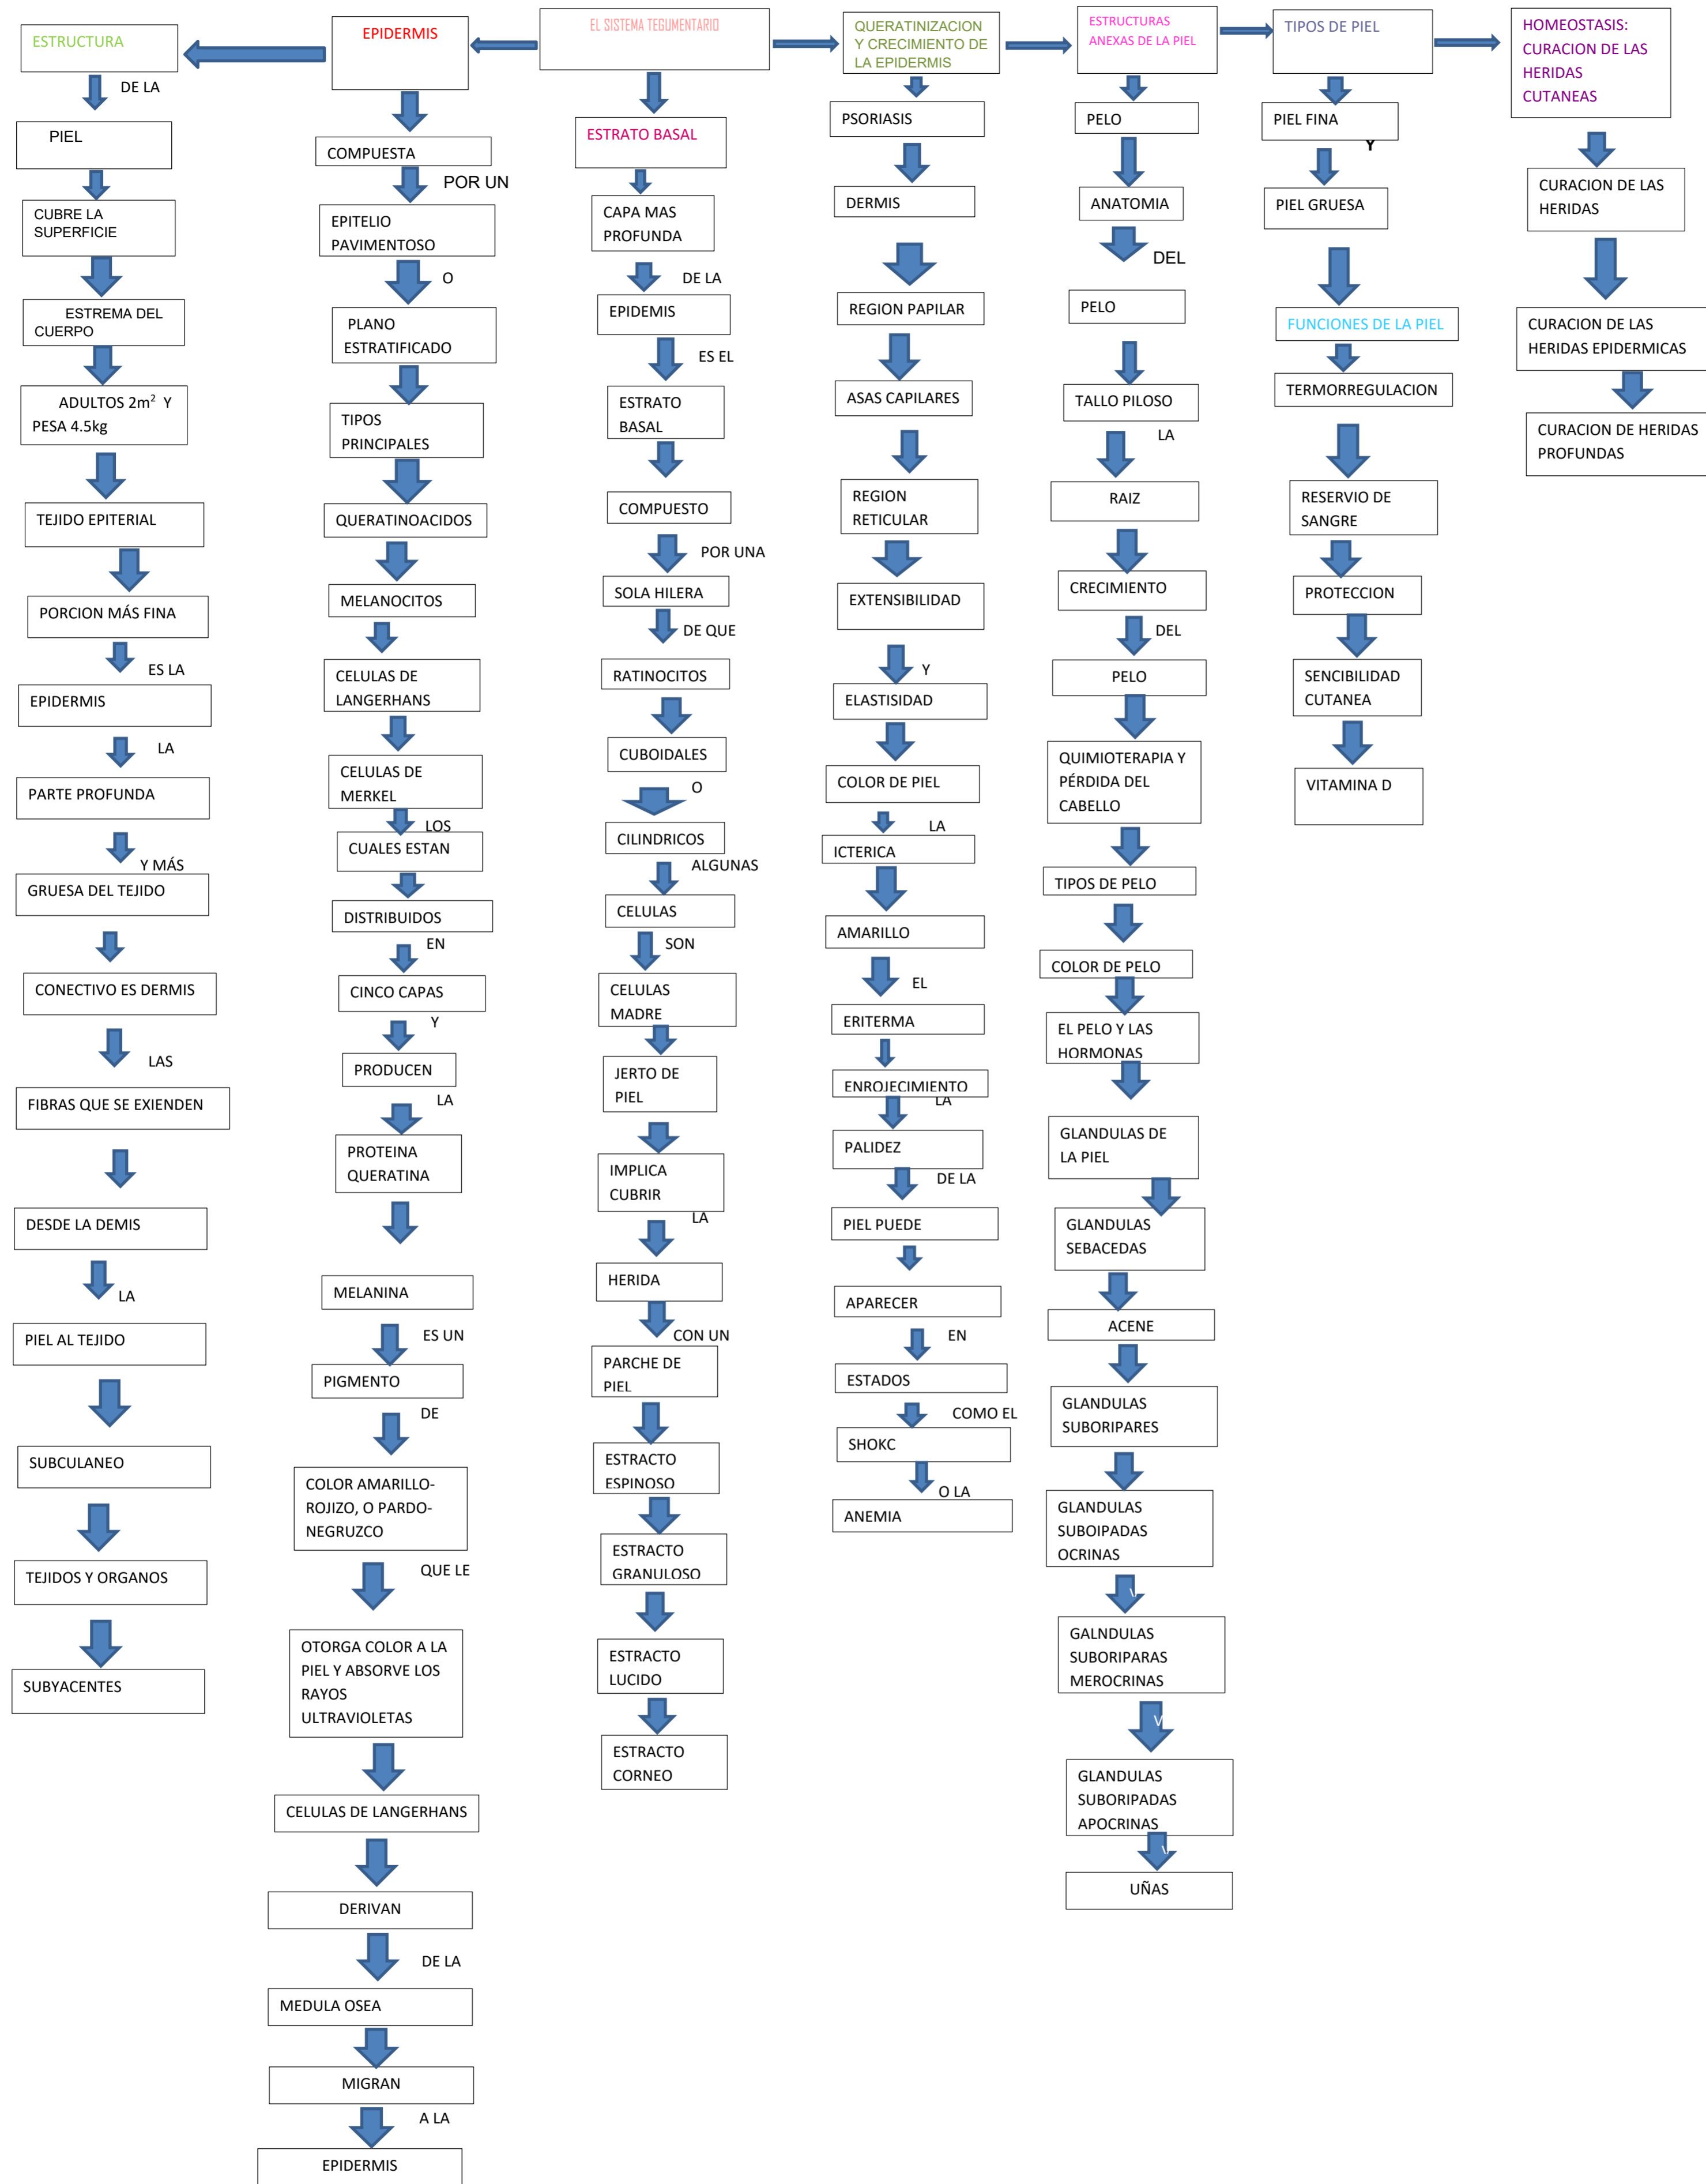 ESTRUCTURA
DE LA
PIEL
CUBRE LA
SUPERFICIE
ESTREMA DEL
CUERPO
ADULTOS 2m² Y
PESA 4.5kg
TEJIDO EPITERIAL
PORCION MÁS FINA
ES LA
EPIDERMIS
LA
PARTE PROFUNDA
Y MÁS
GRUESA DEL TEJIDO
CONECTIVO ES DERMIS
LAS
FIBRAS QUE SE EXIENDEN
DESDE LA DEMIS
LA
PIEL AL TEJIDO
SUBCULANEO
TEJIDOS Y ORGANOS
SUBYACENTES
EPIDERMIS
COMPUESTA
POR UN
EPITELIO
PAVIMENTOSO
O
PLANO
ESTRATIFICADO
TIPOS
PRINCIPALES
QUERATINOACIDOS
MELANOCITOS
CELULAS DE
LANGERHANS
CELULAS DE
MERKEL
LOS
CUALES ESTAN
DISTRIBUIDOS
EN
CINCO CAPAS
Y
PRODUCEN
LA
PROTEINA
QUERATINA
MELANINA
ES UN
PIGMENTO
DE
COLOR AMARILLO-
ROJIZO, O PARDO-
NEGRUZCO
QUE LE
OTORGA COLOR A LA
PIEL Y ABSORVE LOS
RAYOS
ULTRAVIOLETAS
CELULAS DE LANGERHANS
DERIVAN
DE LA
MEDULA OSEA
MIGRAN
A LA
EPIDERMIS
EL SISTEMA TEGUMENTARIO
ESTRATO BASAL
CAPA MAS
PROFUNDA
DE LA
EPIDEMIS
ES EL
ESTRATO
BASAL
COMPUESTO
POR UNA
SOLA HILERA
DE QUE
RATINOCITOS
CUBOIDALES
O
CILINDRICOS
ALGUNAS
CELULAS
SON
CELULAS
MADRE
JERTO DE
PIEL
IMPLICA
CUBRIR
LA
HERIDA
CON UN
PARCHE DE
PIEL
ESTRACTO
ESPINOSO
ESTRACTO
GRANULOSO
ESTRACTO
LUCIDO
ESTRACTO
CORNEO
QUERATINIZACION
Y CRECIMIENTO DE
LA EPIDERMIS
PSORIASIS
DERMIS
REGION PAPILAR
ASAS CAPILARES
REGION
RETICULAR
EXTENSIBILIDAD
Y
ELASTISIDAD
COLOR DE PIEL
LA
ICTERICA
AMARILLO
EL
ERITERMA
ENROJECIMIENTO
LA
PALIDEZ
DE LA
PIEL PUEDE
APARECER
EN
ESTADOS
COMO EL
SHOKC
O LA
ANEMIA
ESTRUCTURAS
ANEXAS DE LA PIEL
PELO
ANATOMIA
DEL
PELO
TALLO PILOSO
LA
RAIZ
CRECIMIENTO
DEL
PELO
QUIMIOTERAPIA Y
PÉRDIDA DEL
CABELLO
TIPOS DE PELO
COLOR DE PELO
EL PELO Y LAS
HORMONAS
GLANDULAS DE
LA PIEL
GLANDULAS
SEBACEDAS
ACENE
GLANDULAS
SUBORIPARES
GLANDULAS
SUBOIPADAS
OCRINAS
GALNDULAS
SUBORIPARAS
MEROCRINAS
V
GLANDULAS
SUBORIPADAS
APOCRINAS
UÑAS
TIPOS DE PIEL
PIEL FINA
Y
PIEL GRUESA
FUNCIONES DE LA PIEL
TERMORREGULACION
RESERVIO DE
SANGRE
PROTECCION
SENCIBILIDAD
CUTANEA
VITAMINA D
HOMEOSTASIS:
CURACION DE LAS
HERIDAS
CUTANEAS
CURACION DE LAS
HERIDAS
CURACION DE LAS
HERIDAS EPIDERMICAS
CURACION DE HERIDAS
PROFUNDAS